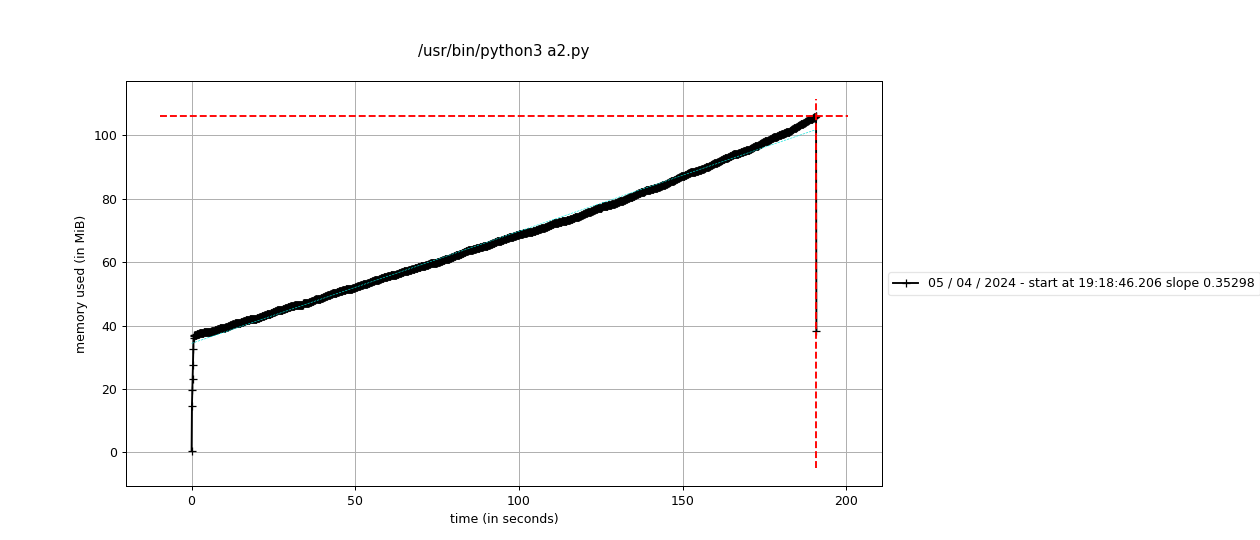 /usr/bin/python3 a2.py
100
80
60
40
20
0
memory used (in MiB)
0 50 100 150 200
time (in seconds)
05 / 04 / 2024 - start at 19:18:46.206 slope 0.35298